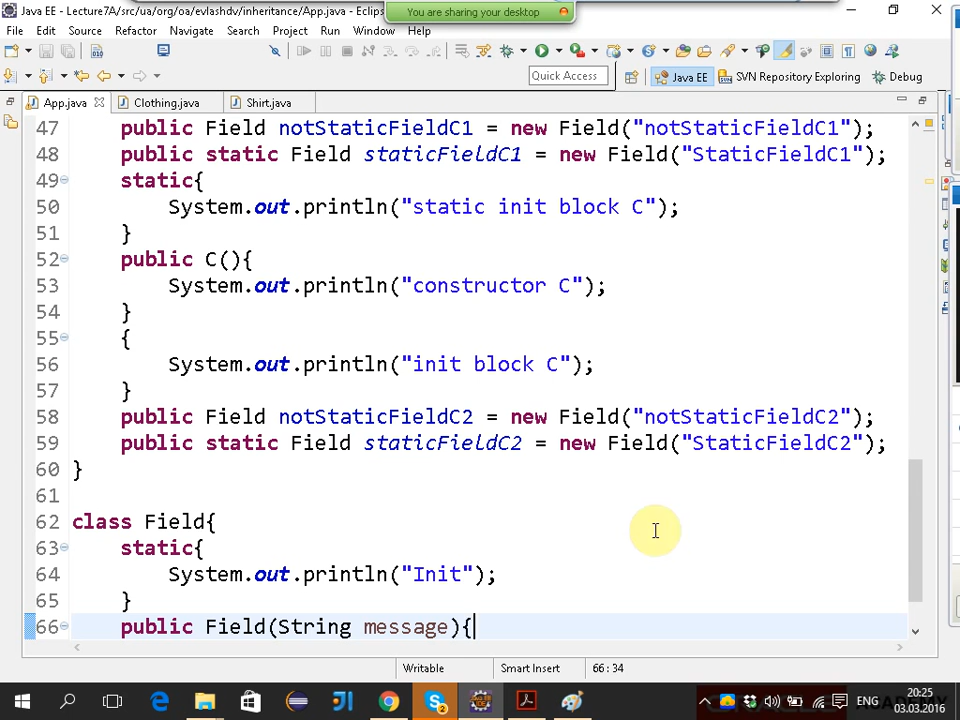 Java EE - Lecture7A/src/ua/org/oa/evlashdv/inheritance/App.java - Eclips
You are sharing your desktop
File Edit Source Refactor Navigate Search Project Run Window Help
Quick Access
Java EE
SVN Repository Exploring
Debug
App.java
Clothing.java
Shirt.java
47 public Field notStaticFieldC1 = new Field("notStaticFieldC1");
48 public static Field staticFieldC1 = new Field("StaticFieldC1");
49 static{
50 System.out.println("static init block C");
51 }
52 public C(){
53 System.out.println("constructor C");
54 }
55 {
56 System.out.println("init block C");
57 }
58 public Field notStaticFieldC2 = new Field("notStaticFieldC2");
59 public static Field staticFieldC2 = new Field("StaticFieldC2");
60 }
61
62 class Field{
63 static{
64 System.out.println("Init");
65 }
66 public Field(String message){
Writable
Smart Insert
66 : 34
2
ENG
20:25
03.03.2016